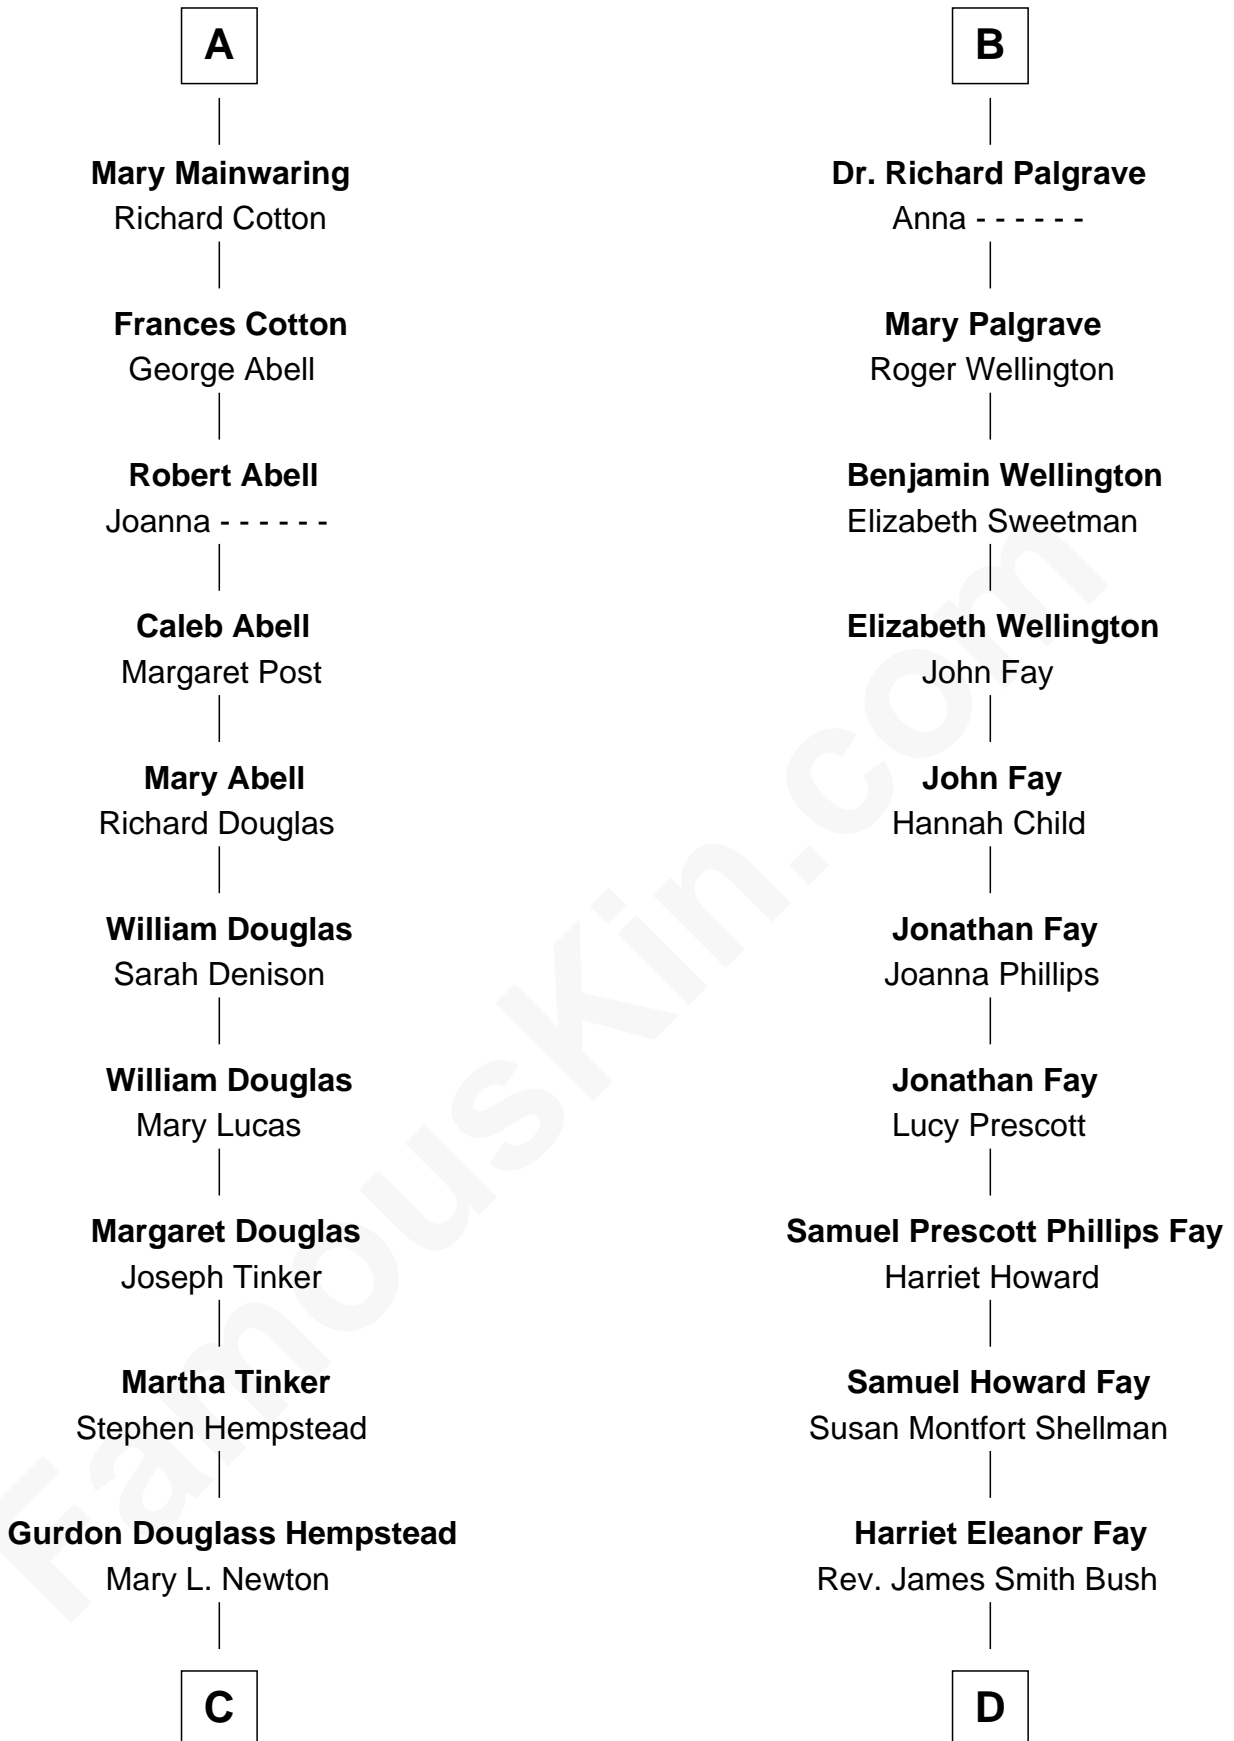 A
Mary Mainwaring
Richard Cotton
Frances Cotton
George Abell
Robert Abell
Joanna - - - - - -
Caleb Abell
Margaret Post
Mary Abell
Richard Douglas
William Douglas
Sarah Denison
William Douglas
Mary Lucas
Margaret Douglas
Joseph Tinker
Martha Tinker
Stephen Hempstead
Gurdon Douglass Hempstead
Mary L. Newton
C
B
Dr. Richard Palgrave
Anna - - - - - -
Mary Palgrave
Roger Wellington
Benjamin Wellington
Elizabeth Sweetman
Elizabeth Wellington
John Fay
John Fay
Hannah Child
Jonathan Fay
Joanna Phillips
Jonathan Fay
Lucy Prescott
Samuel Prescott Phillips Fay
Harriet Howard
Samuel Howard Fay
Susan Montfort Shellman
Harriet Eleanor Fay
Rev. James Smith Bush
D
FamousKin.com